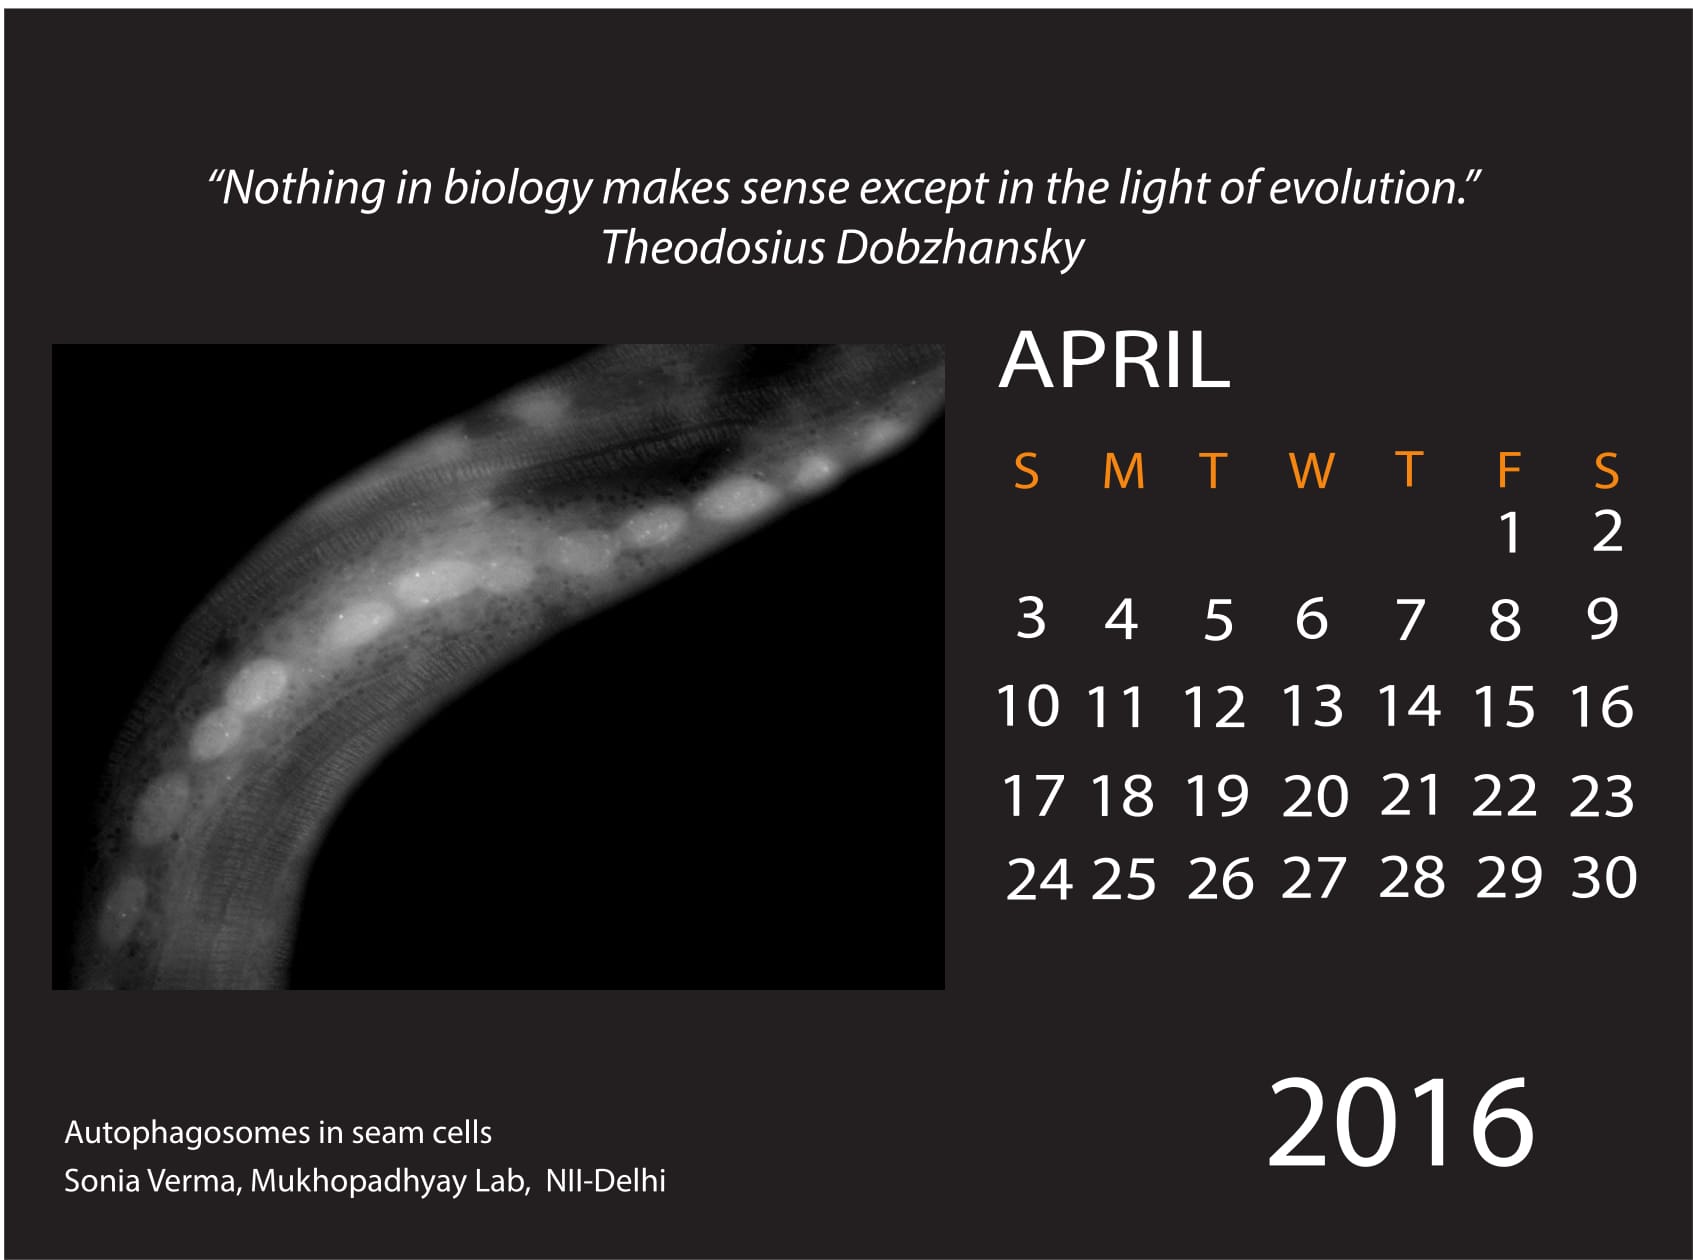 “Nothing in biology makes sense except in the light of evolution.”
Theodosius Dobzhansky
APRIL
S M T W T F S
1 2
3 4 5 6 7 8 9
10 11 12 13 14 15 16
17 18 19 20 21 22 23
24 25 26 27 28 29 30
2016
Autophagosomes in seam cells
Sonia Verma, Mukhopadhyay Lab, NII-Delhi